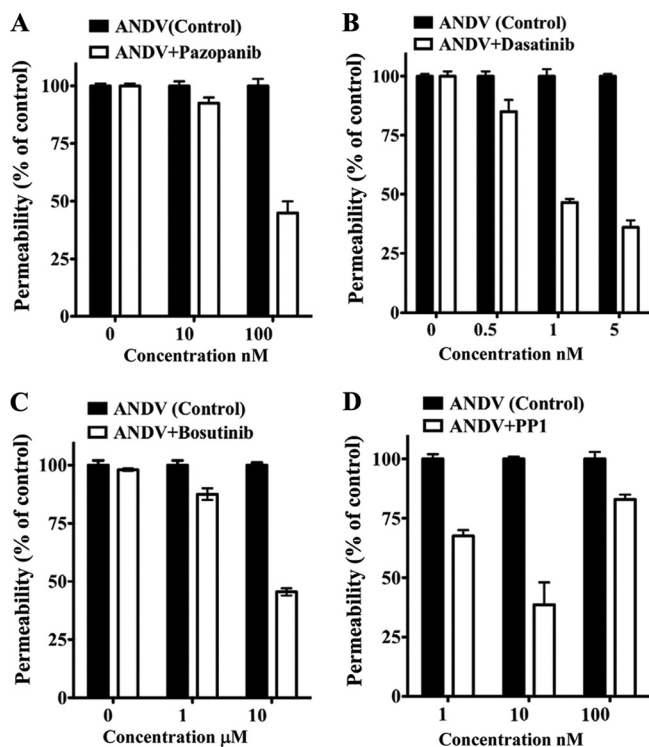 A
ANDV(Control)
ANDV+Pazopanib
Permeability (% of control)
100
75
50
25
0
0 10 100
Concentration nM
B
ANDV (Control)
ANDV+Dasatinib
Permeability (% of control)
100
75
50
25
0
0 0.5 1 5
Concentration nM
C
ANDV (Control)
ANDV+Bosutinib
Permeability (% of control)
100
75
50
25
0
0 1 10
Concentration μM
D
ANDV (Control)
ANDV+PP1
Permeability (% of control)
100
75
50
25
0
1 10 100
Concentration nM